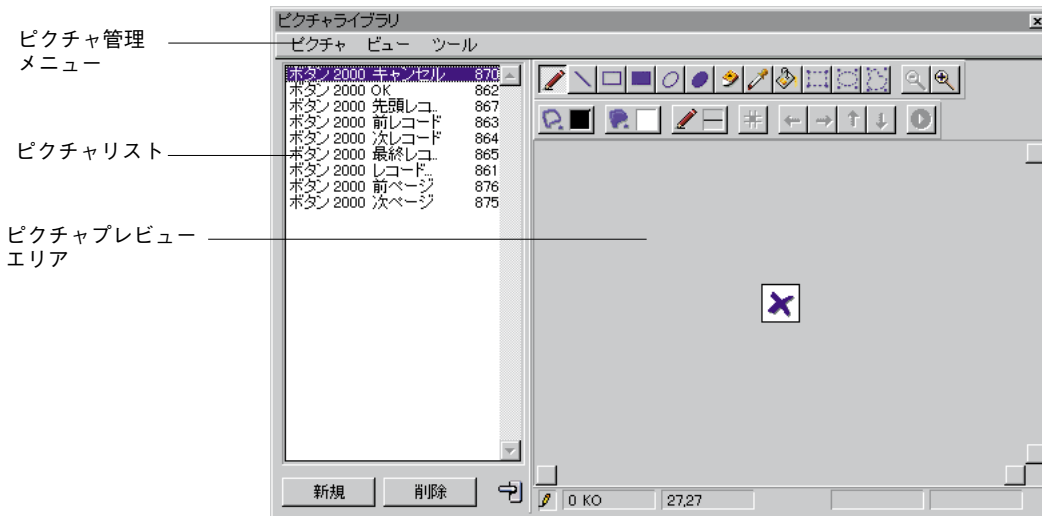 ピクチャライブラリ
ピクチャ管理
メニュー
ピクチャ ビュー ツール
ボタン 2000 キャンセル 870
ボタン 2000 OK 862
ボタン 2000 先頭レコ... 867
ボタン 2000 前レコード 863
ボタン 2000 次レコード 864
ピクチャリスト
ボタン 2000 最終レコ... 865
ボタン 2000 レコード... 861
ボタン 2000 前ページ 876
ボタン 2000 次ページ 875
ピクチャプレビュー
エリア
新規 削除
0 KO 27,27